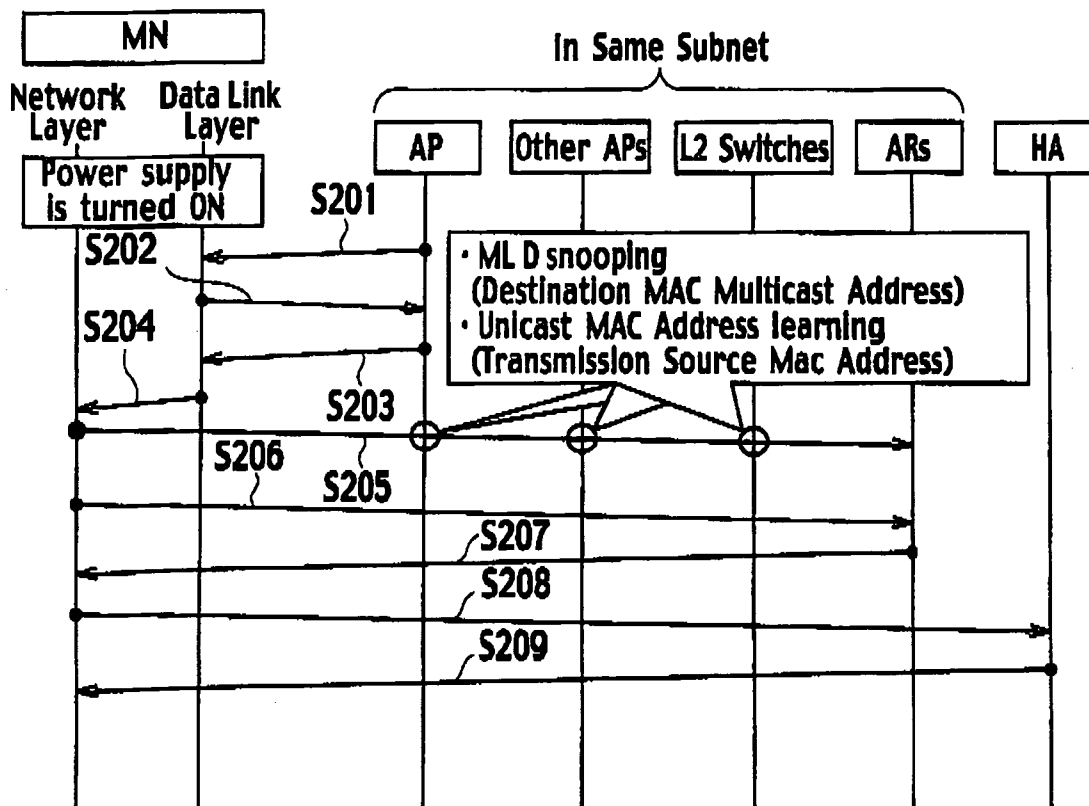 MN
in Same Subnet
Network Layer
Data Link Layer
AP
Other APs
L2 Switches
ARs
HA
Power supply
is turned ON
S201
S202
· ML D snooping
(Destination MAC Multicast Address)
· Unicast MAC Address learning
(Transmission Source Mac Address)
S204
S203
S205
S206
S207
S208
S209